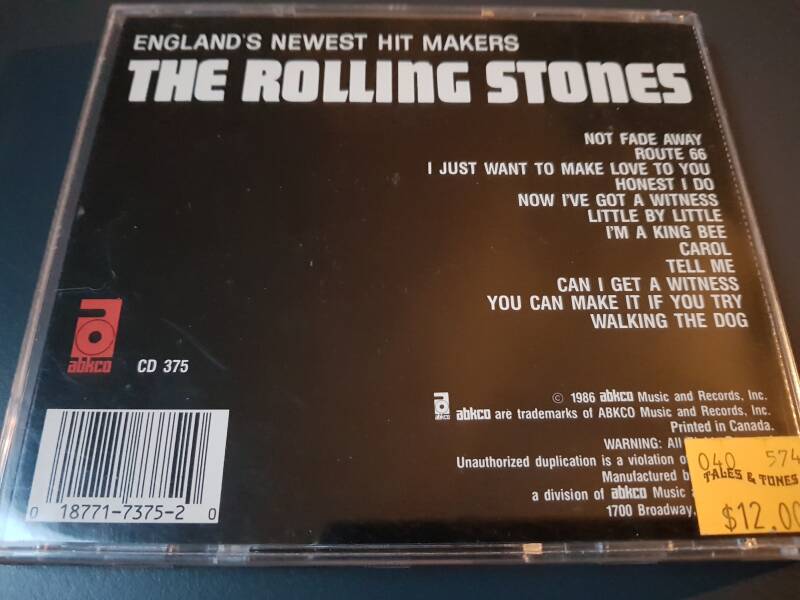 ENGLAND'S NEWEST HIT MAKERS
THE ROLLING STONES
NOT FADE AWAY
ROUTE 66
I JUST WANT TO MAKE LOVE TO YOU
HONEST I DO
NOW I'VE GOT A WITNESS
LITTLE BY LITTLE
I'M A KING BEE
CAROL
TELL ME
CAN I GET A WITNESS
YOU CAN MAKE IT IF YOU TRY
WALKING THE DOG
abkco
CD 375
© 1986 abkco Music and Records, Inc.
abkco abkco are trademarks of ABKCO Music and Records, Inc.
Printed in Canada.
WARNING: All
Unauthorized duplication is a violation o
Manufactured b
a division of abkco Music
1700 Broadway,
040 574
TALES & TUNES
$12.00
0 18771-7375-2 0